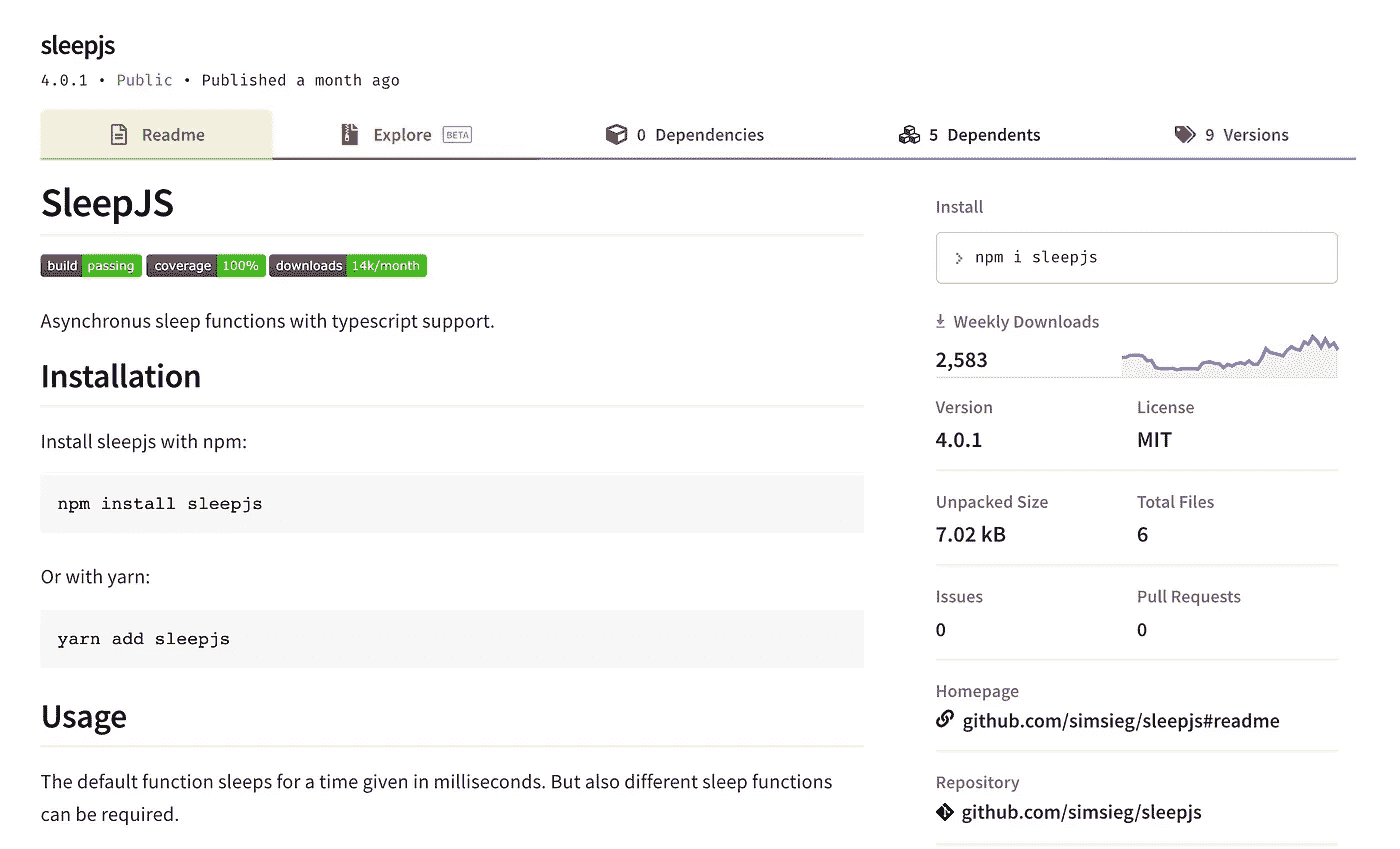 sleepjs
4.0.1 • Public • Published a month ago
Readme
Explore BETA
0 Dependencies
5 Dependents
9 Versions
SleepJS
build passing coverage 100% downloads 14k/month
Asynchronus sleep functions with typescript support.
Installation
Install sleepjs with npm:
npm install sleepjs
Or with yarn:
yarn add sleepjs
Usage
The default function sleeps for a time given in milliseconds. But also different sleep functions
can be required.
Install
> npm i sleepjs
Weekly Downloads
2,583
Version
4.0.1
License
MIT
Unpacked Size
7.02 kB
Total Files
6
Issues
0
Pull Requests
0
Homepage
github.com/simsieg/sleepjs#readme
Repository
github.com/simsieg/sleepjs